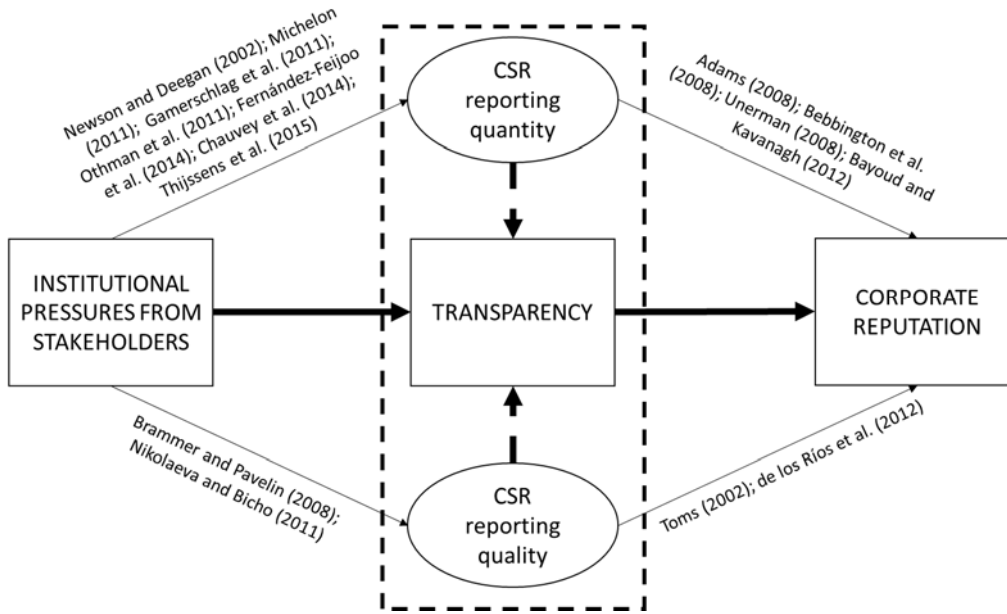 Newson and Deegan (2002); Michelon
(2011); Gamerschlag et al. (2011);
Othman et al. (2011); Fernández-Feijoo
et al. (2014); Chauvey et al. (2014);
Thijssens et al. (2015)
CSR
reporting
quantity
Adams (2008); Bebbington et al.
(2008); Unerman (2008); Bayoud and
Kavanagh (2012)
INSTITUTIONAL
PRESSURES FROM
STAKEHOLDERS
TRANSPARENCY
CORPORATE
REPUTATION
Brammer and Pavelin (2008);
Nikolaeva and Bicho (2011)
CSR
reporting
quality
Toms (2002); de los Ríos et al. (2012)